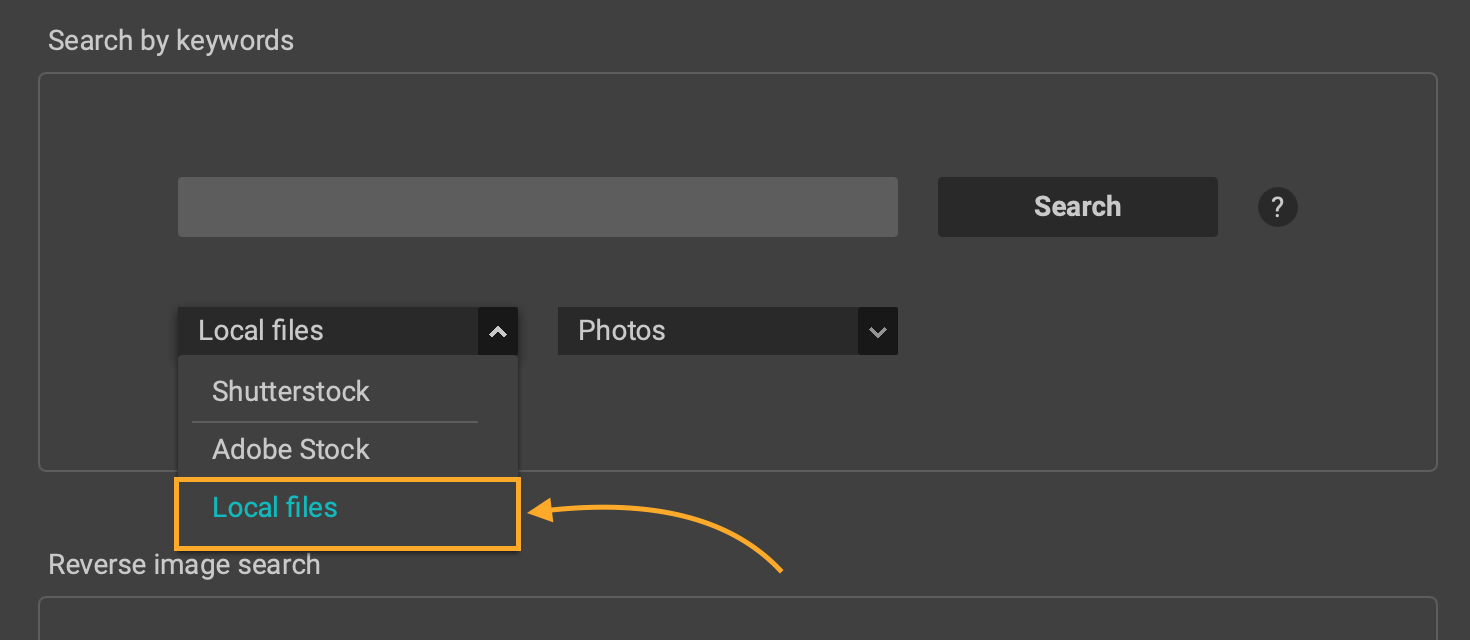 Search by keywords
Search
?
Local files
Photos
Shutterstock
Adobe Stock
Local files
Reverse image search